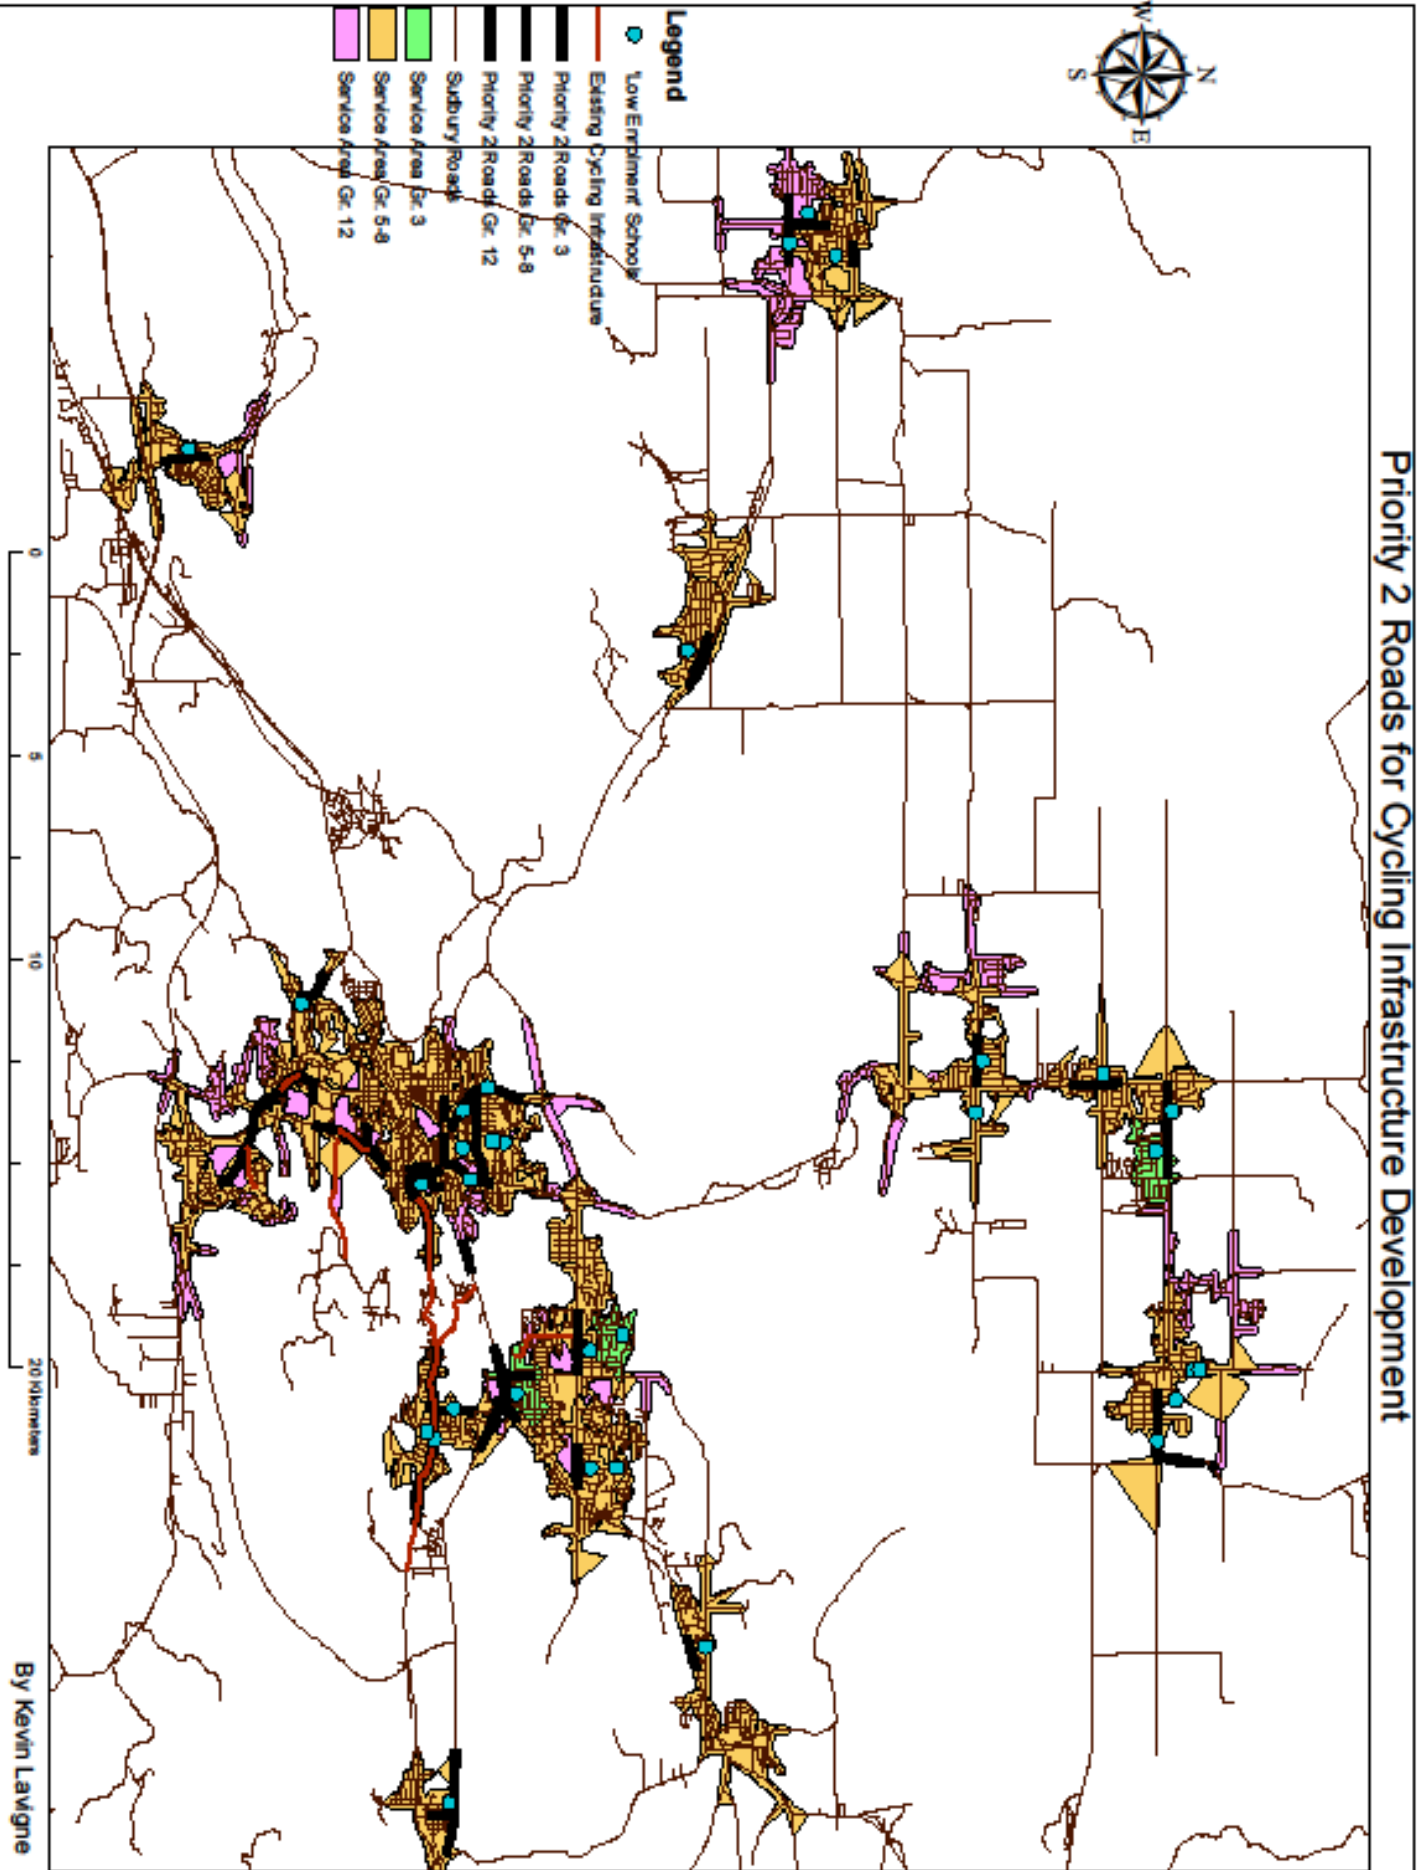 Priority 2 Roads for Cycling Infrastructure Development
N
W
E
S
Legend
'Low Enrolment' Schools
Existing Cycling Infrastructure
Priority 2 Roads Gr. 3
Priority 2 Roads Gr. 5-8
Priority 2 Roads Gr. 12
Sudbury Roads
Service Area Gr. 3
Service Area Gr. 5-8
Service Area Gr. 12
0 5 10 20 Kilometers
By Kevin Lavigne